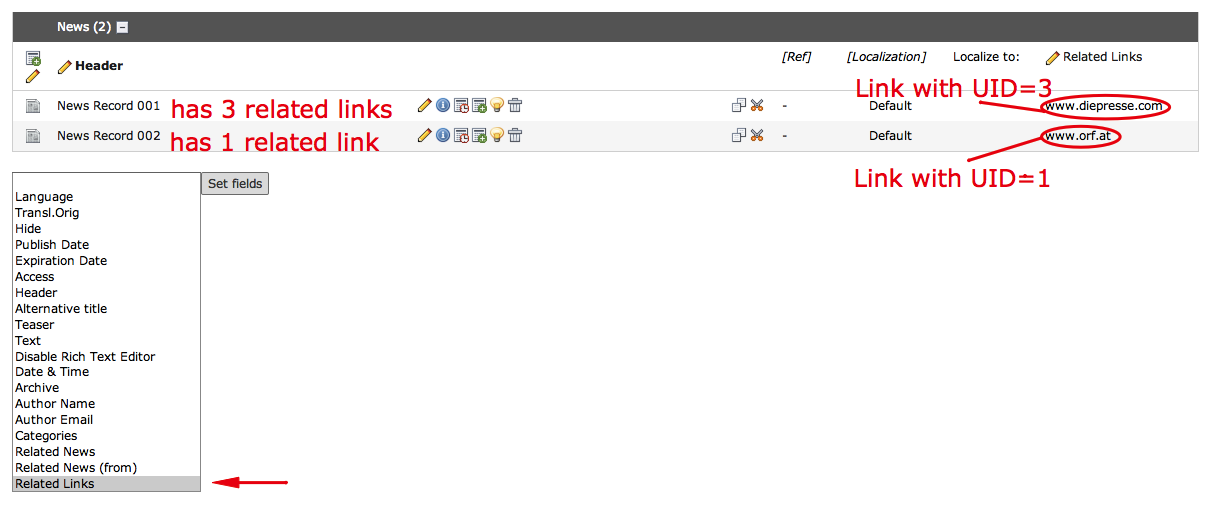 News (2)
Header [Ref] [Localization] Localize to: Related Links
Link with UID=3
News Record 001 has 3 related links - Default www.diepresse.com
News Record 002 has 1 related link - Default www.orf.at
Link with UID=1
Set fields
Language
Transl.Orig
Hide
Publish Date
Expiration Date
Access
Header
Alternative title
Teaser
Text
Disable Rich Text Editor
Date & Time
Archive
Author Name
Author Email
Categories
Related News
Related News (from)
Related Links